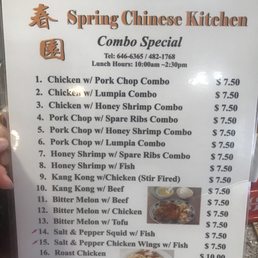 春園
Spring Chinese Kitchen
Combo Special
Tel: 646-6365 / 482-1768
Lunch Hours: 10:00am ~2:30pm
1. Chicken w/ Pork Chop Combo $ 7.50
2. Chicken w/ Lumpia Combo $ 7.50
3. Chicken w/ Honey Shrimp Combo $ 7.50
4. Pork Chop w/ Spare Ribs Combo $ 7.50
5. Pork Chop w/ Honey Shrimp Combo $ 7.50
6. Pork Chop w/ Lumpia Combo $ 7.50
7. Honey Shrimp w/ Spare Ribs Combo $ 7.50
8. Honey Shrimp w/ Fish $ 7.50
9. Kang Kong w/Chicken (Stir Fired) $ 7.50
10. Kang Kong w/ Beef $ 7.50
11. Bitter Melon w/ Beef $ 7.50
12. Bitter Melon w/ Chicken $ 7.50
13. Bitter Melon w/ Tofu $ 7.50
14. Salt & Pepper Squid w/ Fish $ 7.50
15. Salt & Pepper Chicken Wings w/ Fish $ 7.50
16. Roast Chicken $ 10.00